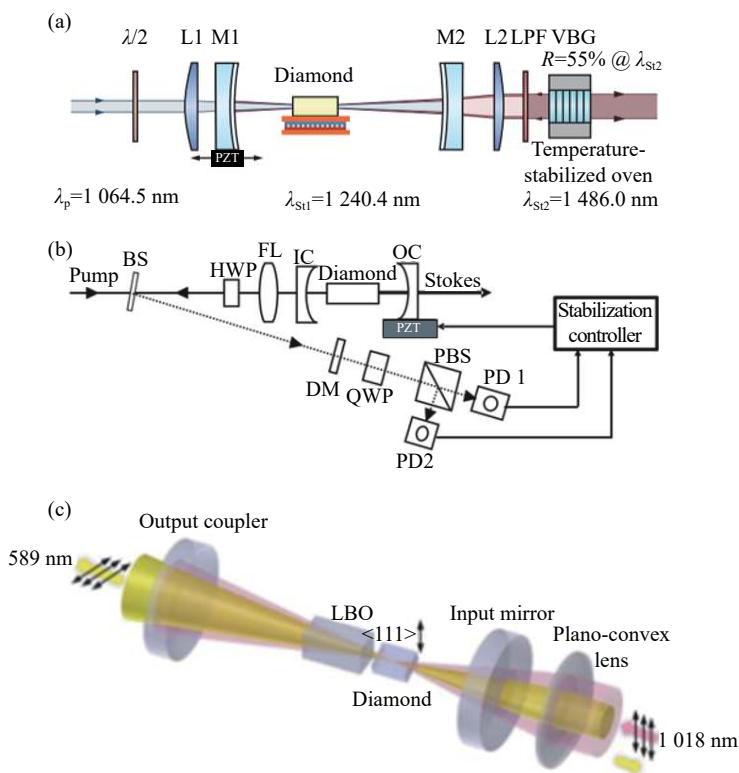 (a)
λ/2 L1 M1 Diamond M2 L2 LPF VBG
R=55% @ λSt2
PZT
Temperature-
stabilized oven
λp=1 064.5 nm λSt1=1 240.4 nm λSt2=1 486.0 nm
(b)
BS FL IC OC
Pump HWP Diamond Stokes
PZT
Stabilization
controller
DM QWP PBS PD 1
PD2
(c)
Output coupler
589 nm
LBO
<111>
Input mirror
Plano-convex
lens
Diamond
1 018 nm